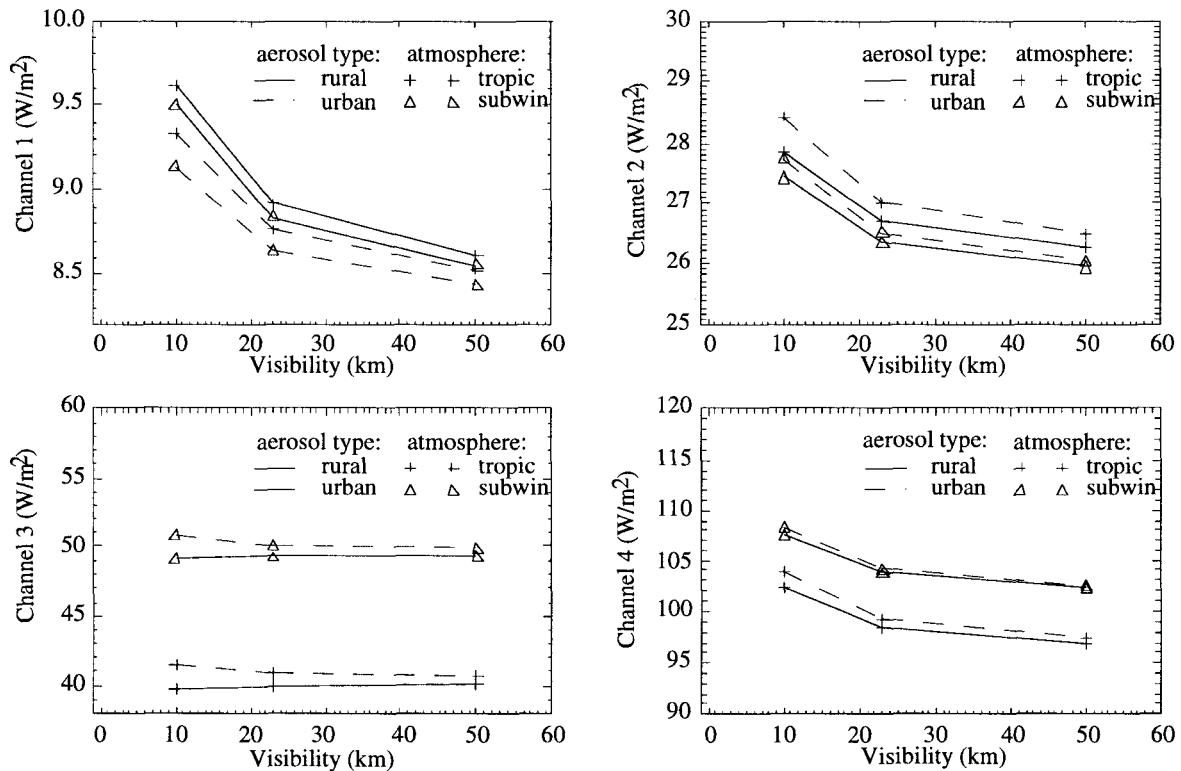 10.0
9.5
9.0
8.5
Channel 1 (W/m²)
aerosol type: atmosphere:
rural tropic
urban subwin
0 10 20 30 40 50 60
Visibility (km)
30
29
28
28
27
26
25
Channel 2 (W/m²)
aerosol type: atmosphere:
rural tropic
urban subwin
0 10 20 30 40 50 60
Visibility (km)
60
55
50
45
40
Channel 3 (W/m²)
aerosol type: atmosphere:
rural tropic
urban subwin
0 10 20 30 40 50 60
Visibility (km)
120
115
110
105
100
95
90
Channel 4 (W/m²)
aerosol type: atmosphere:
rural tropic
urban subwin
0 10 20 30 40 50 60
Visibility (km)